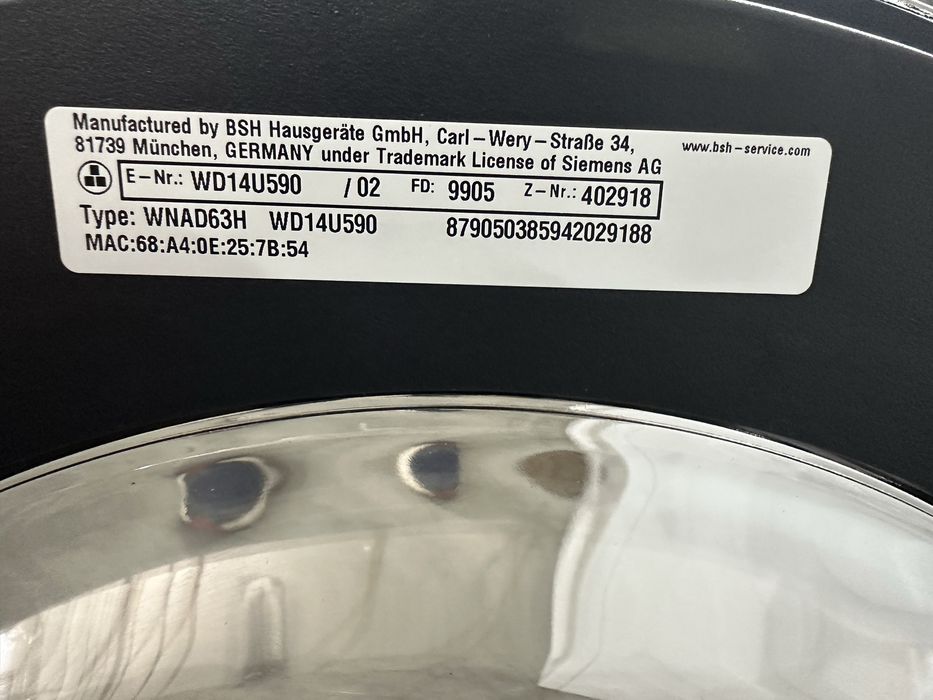 Manufactured by BSH Hausgeräte GmbH, Carl-Wery-Straße 34,
81739 München, GERMANY under Trademark License of Siemens AG
www.bsh-service.com
E-Nr.: WD14U590 /02 FD: 9905 Z-Nr.: 402918
Type: WNAD63H WD14U590 879050385942029188
MAC:68:A4:0E:25:7B:54